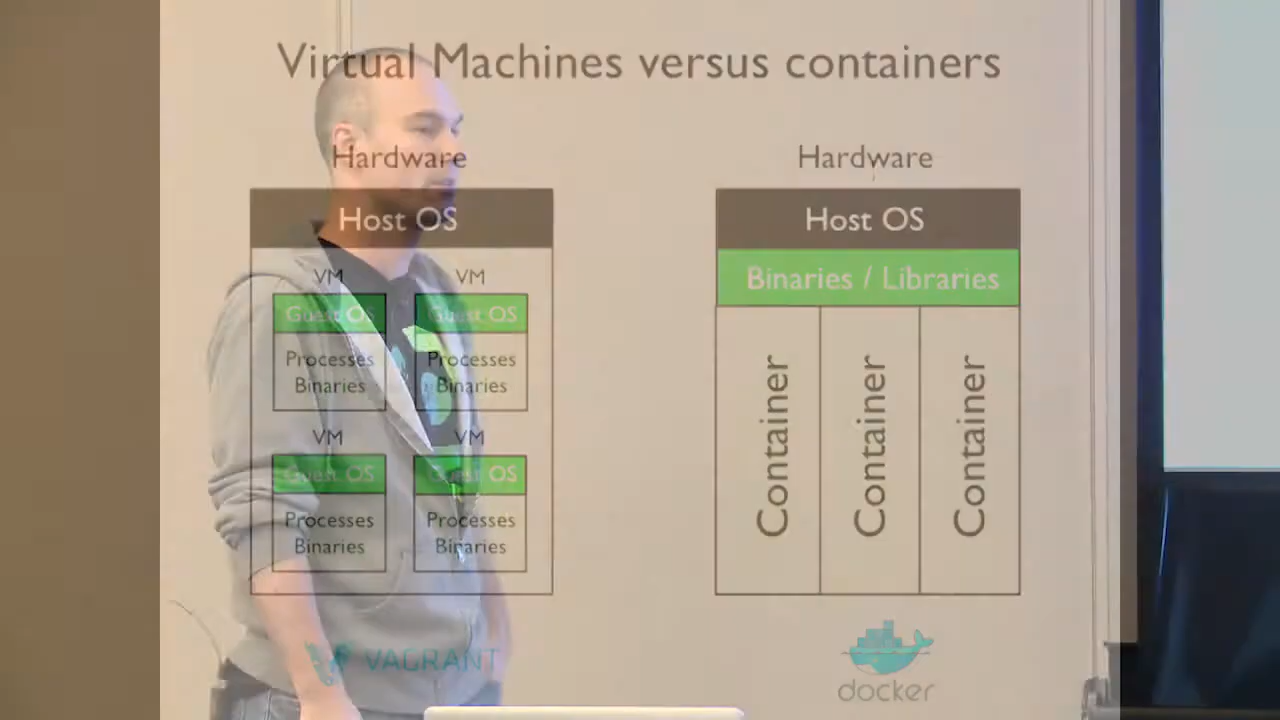 Virtual Machines versus containers
Hardware
Host OS
VM VM
Guest OS Guest OS
Processes Processes
Binaries Binaries
VM VM
Guest OS Guest OS
Processes Processes
Binaries Binaries
VAGRANT
Hardware
Host OS
Binaries / Libraries
Container
Container
Container
docker